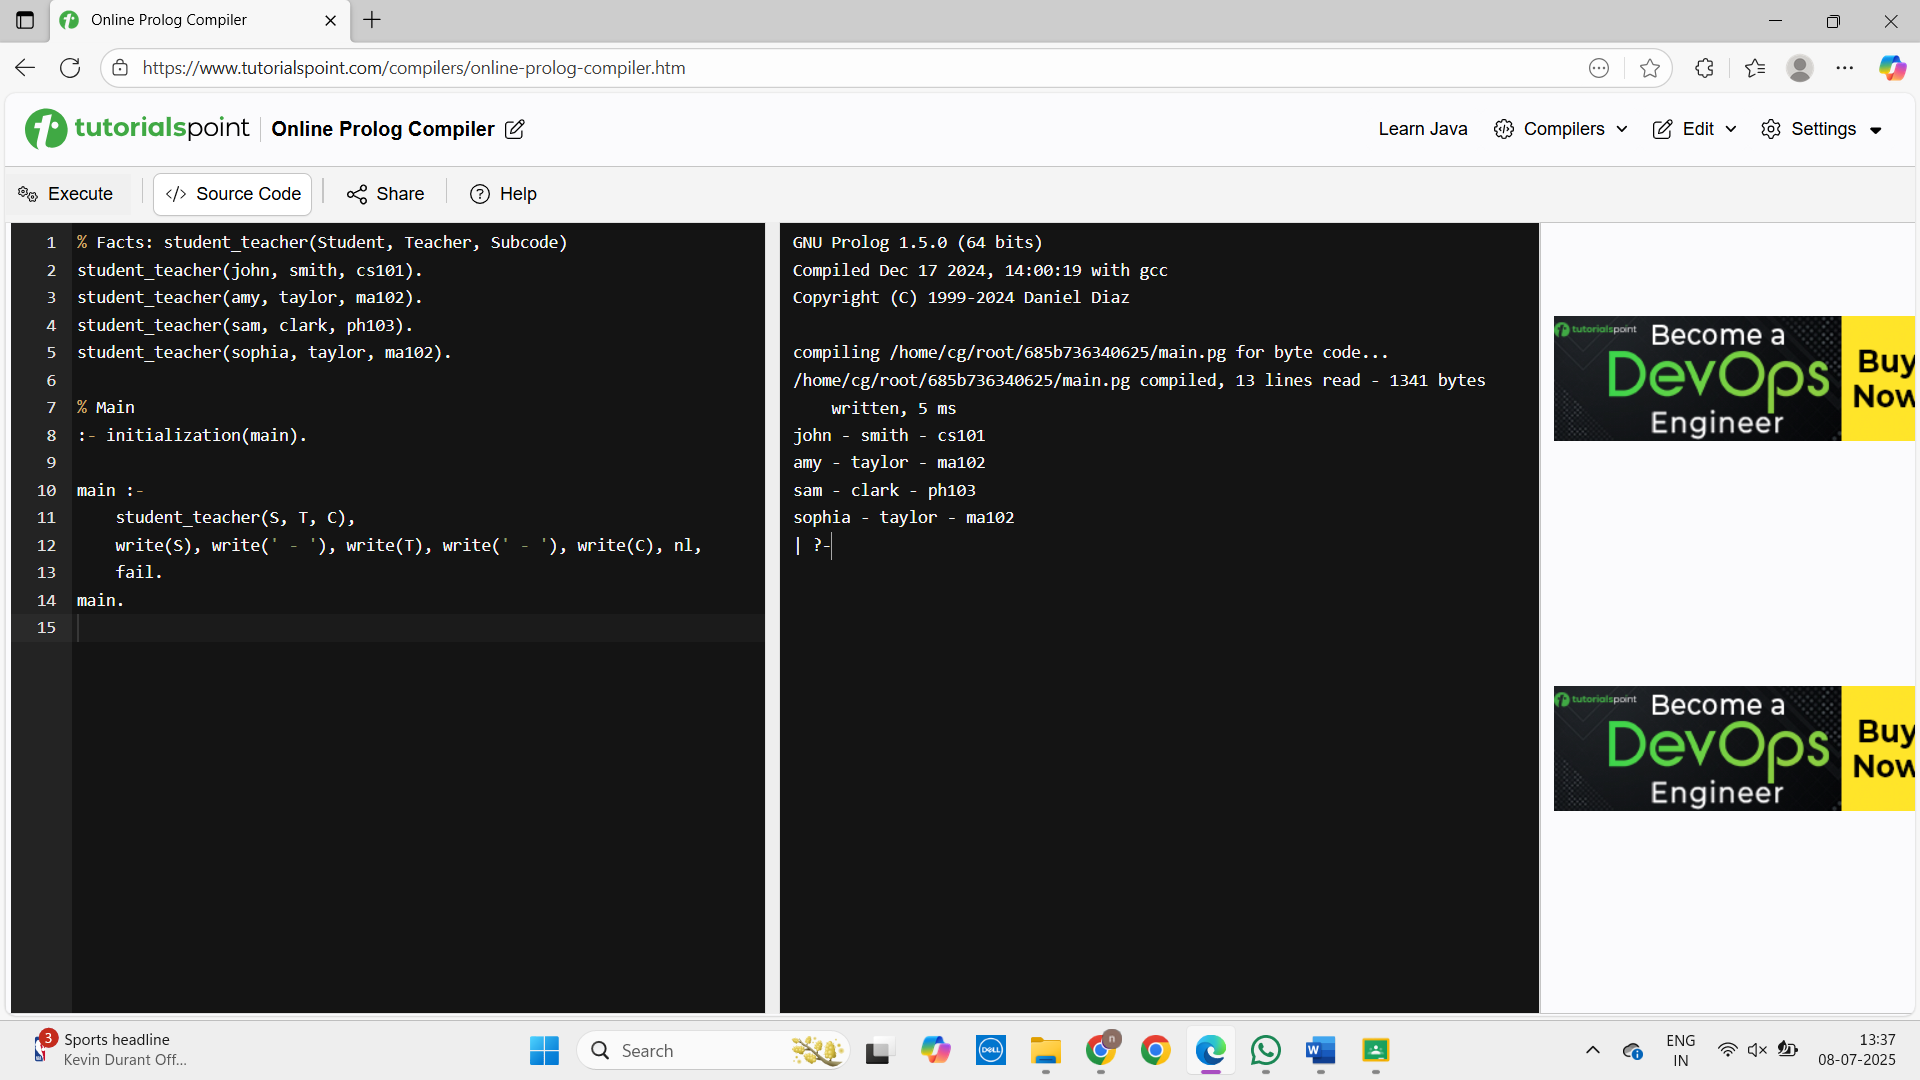 Online Prolog Compiler
https://www.tutorialspoint.com/compilers/online-prolog-compiler.htm
tutorialspoint
Online Prolog Compiler
Learn Java
Compilers
Edit
Settings
Execute
</> Source Code
Share
Help
1 % Facts: student_teacher(Student, Teacher, Subcode)
2 student_teacher(john, smith, cs101).
3 student_teacher(amy, taylor, ma102).
4 student_teacher(sam, clark, ph103).
5 student_teacher(sophia, taylor, ma102).
6
7 % Main
8 :- initialization(main).
9
10 main :-
11     student_teacher(S, T, C),
12     write(S), write(' - '), write(T), write(' - '), write(C), nl,
13     fail.
14 main.
15
GNU Prolog 1.5.0 (64 bits)
Compiled Dec 17 2024, 14:00:19 with gcc
Copyright (C) 1999-2024 Daniel Diaz
compiling /home/cg/root/685b736340625/main.pg for byte code...
/home/cg/root/685b736340625/main.pg compiled, 13 lines read - 1341 bytes
written, 5 ms
john - smith - cs101
amy - taylor - ma102
sam - clark - ph103
sophia - taylor - ma102
| ?-
tutorialspoint
Become a
DevOps
Engineer
Buy
Now
tutorialspoint
Become a
DevOps
Engineer
Buy
Now
3
Sports headline
Kevin Durant Off...
Search
DELL
n
W
ENG
IN
13:37
08-07-2025